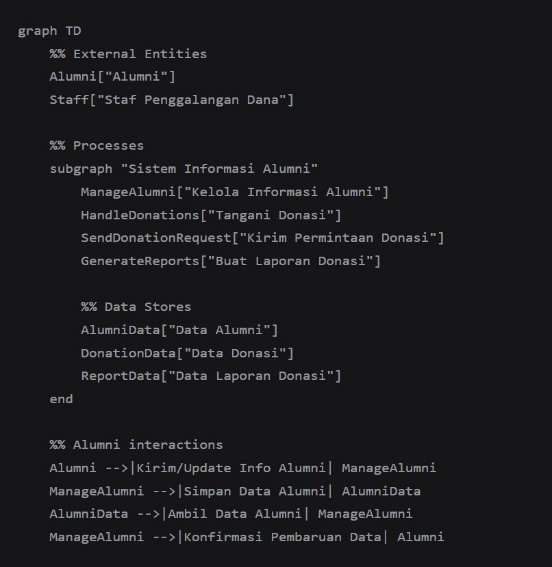 graph TD
%% External Entities
Alumni["Alumni"]
Staff["Staf Penggalangan Dana"]
%% Processes
subgraph "Sistem Informasi Alumni"
ManageAlumni["Kelola Informasi Alumni"]
HandleDonations["Tangani Donasi"]
SendDonationRequest["Kirim Permintaan Donasi"]
GenerateReports["Buat Laporan Donasi"]
%% Data Stores
AlumniData["Data Alumni"]
DonationData["Data Donasi"]
ReportData["Data Laporan Donasi"]
end
%% Alumni interactions
Alumni -->|Kirim/Update Info Alumni| ManageAlumni
ManageAlumni -->|Simpan Data Alumni| AlumniData
AlumniData -->|Ambil Data Alumni| ManageAlumni
ManageAlumni -->|Konfirmasi Pembaruan Data| Alumni